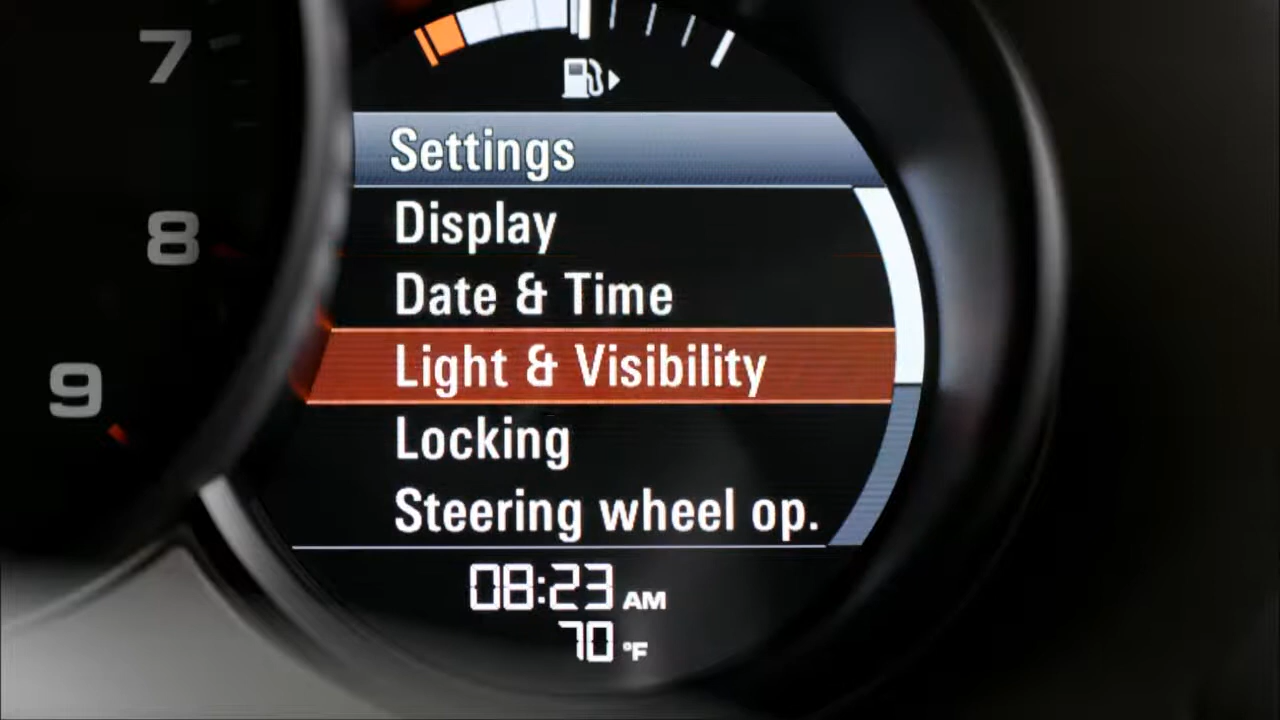 7
8
9
Settings
Display
Date & Time
Light & Visibility
Locking
Steering wheel op.
08:23 AM
70 °F